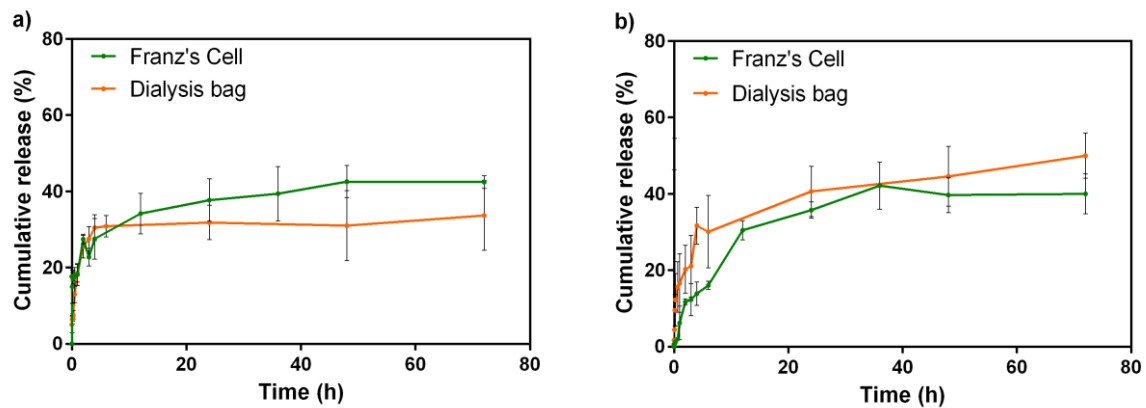 a)
80
60
40
20
0
Cumulative release (%)
Franz's Cell
Dialysis bag
0 20 40 60 80
Time (h)
b)
80
60
40
20
0
Cumulative release (%)
Franz's Cell
Dialysis bag
0 20 40 60 80
Time (h)